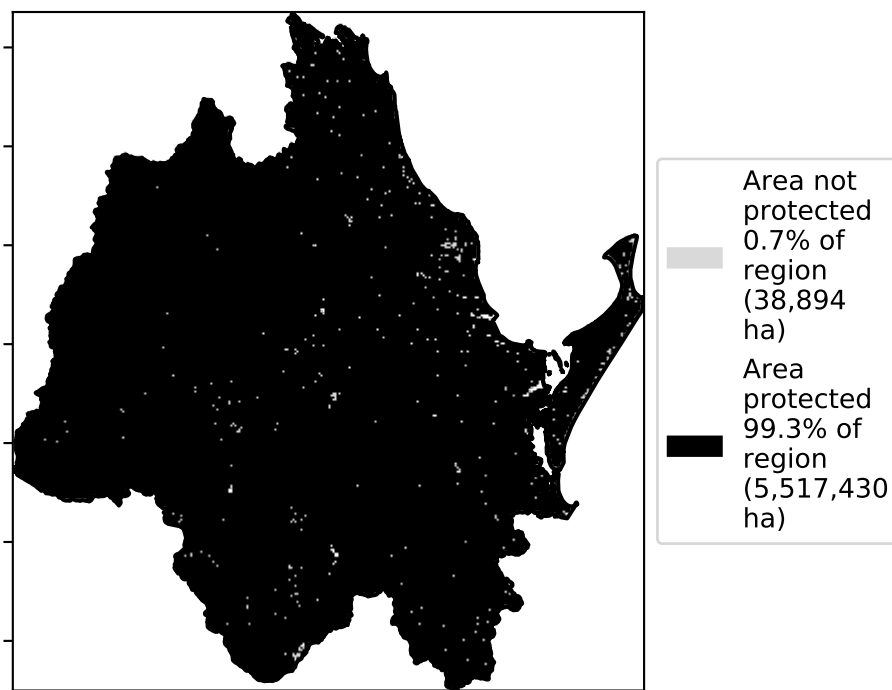 Area not
protected
0.7% of
region
(38,894
ha)
Area
protected
99.3% of
region
(5,517,430
ha)